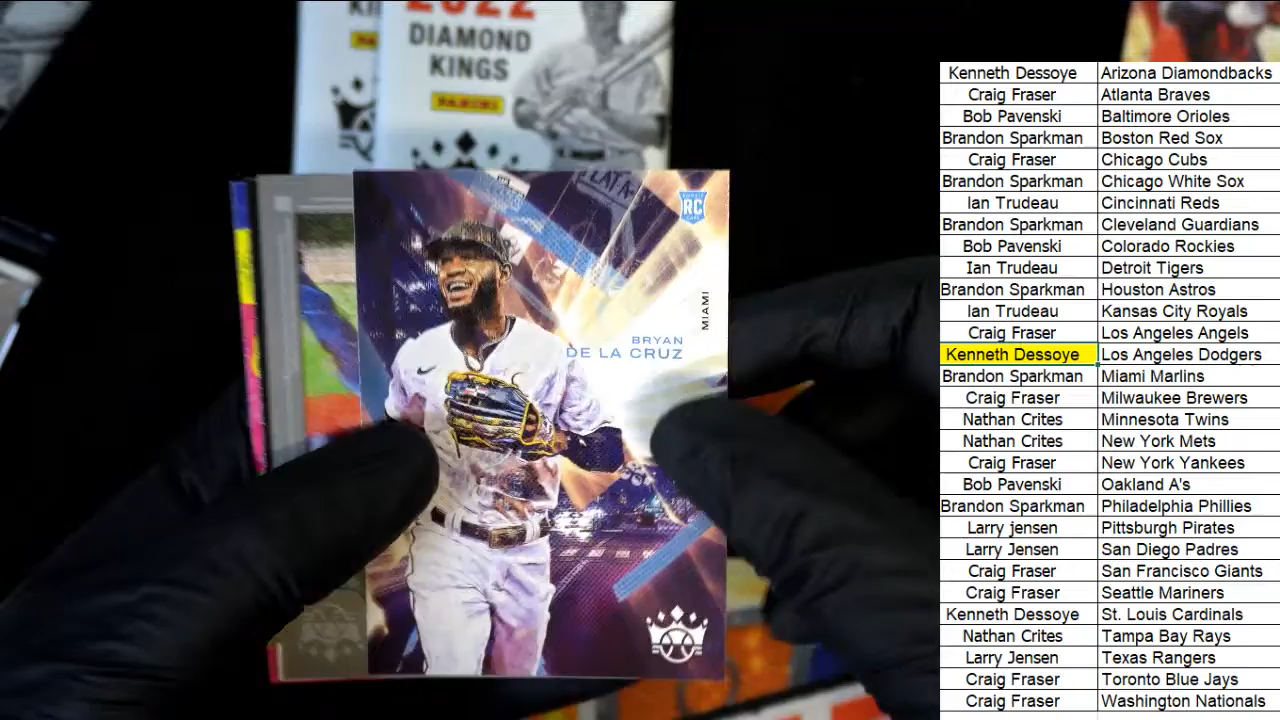 2022
DIAMOND
KINGS
PANINI
RC
MIAMI
BRYAN
DE LA CRUZ
Kenneth Dessoye Arizona Diamondbacks
Craig Fraser Atlanta Braves
Bob Pavenski Baltimore Orioles
Brandon Sparkman Boston Red Sox
Craig Fraser Chicago Cubs
Brandon Sparkman Chicago White Sox
Ian Trudeau Cincinnati Reds
Brandon Sparkman Cleveland Guardians
Bob Pavenski Colorado Rockies
Ian Trudeau Detroit Tigers
Brandon Sparkman Houston Astros
Ian Trudeau Kansas City Royals
Craig Fraser Los Angeles Angels
Kenneth Dessoye Los Angeles Dodgers
Brandon Sparkman Miami Marlins
Craig Fraser Milwaukee Brewers
Nathan Crites Minnesota Twins
Nathan Crites New York Mets
Craig Fraser New York Yankees
Bob Pavenski Oakland A's
Brandon Sparkman Philadelphia Phillies
Larry jensen Pittsburgh Pirates
Larry Jensen San Diego Padres
Craig Fraser San Francisco Giants
Craig Fraser Seattle Mariners
Kenneth Dessoye St. Louis Cardinals
Nathan Crites Tampa Bay Rays
Larry Jensen Texas Rangers
Craig Fraser Toronto Blue Jays
Craig Fraser Washington Nationals